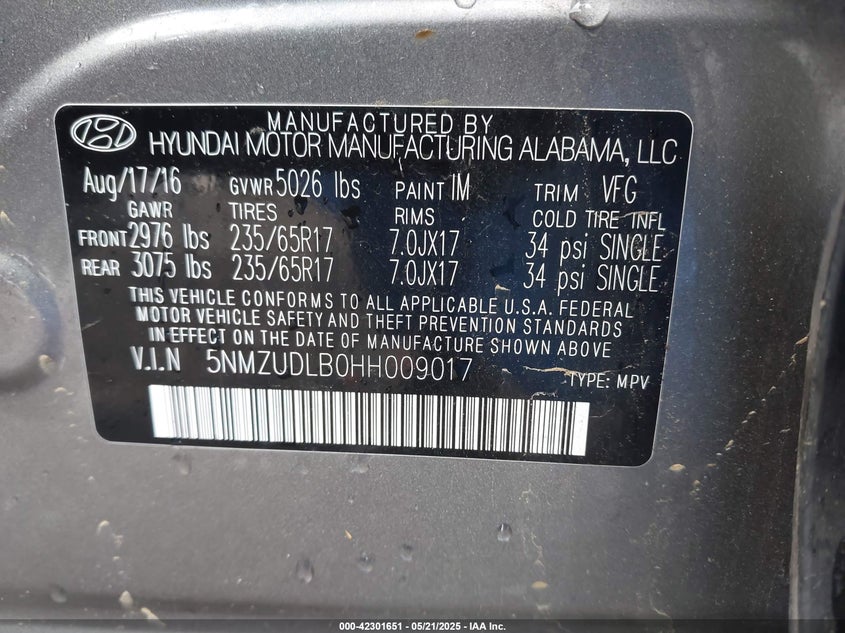 MANUFACTURED BY
HYUNDAI MOTOR MANUFACTURING ALABAMA, LLC
Aug/17/16 GVWR 5026 lbs PAINT IM TRIM VFG
GAWR TIRES RIMS COLD TIRE INFL
FRONT 2976 lbs 235/65R17 7.0JX17 34 psi SINGLE
REAR 3075 lbs 235/65R17 7.0JX17 34 psi SINGLE
THIS VEHICLE CONFORMS TO ALL APPLICABLE U.S.A. FEDERAL
MOTOR VEHICLE SAFETY AND THEFT PREVENTION STANDARDS
IN EFFECT ON THE DATE OF MANUFACTURE SHOWN ABOVE
V.I.N 5NMZUDLB0HH009017 TYPE: MPV
000-42301651 - 05/21/2025 - IAA Inc.